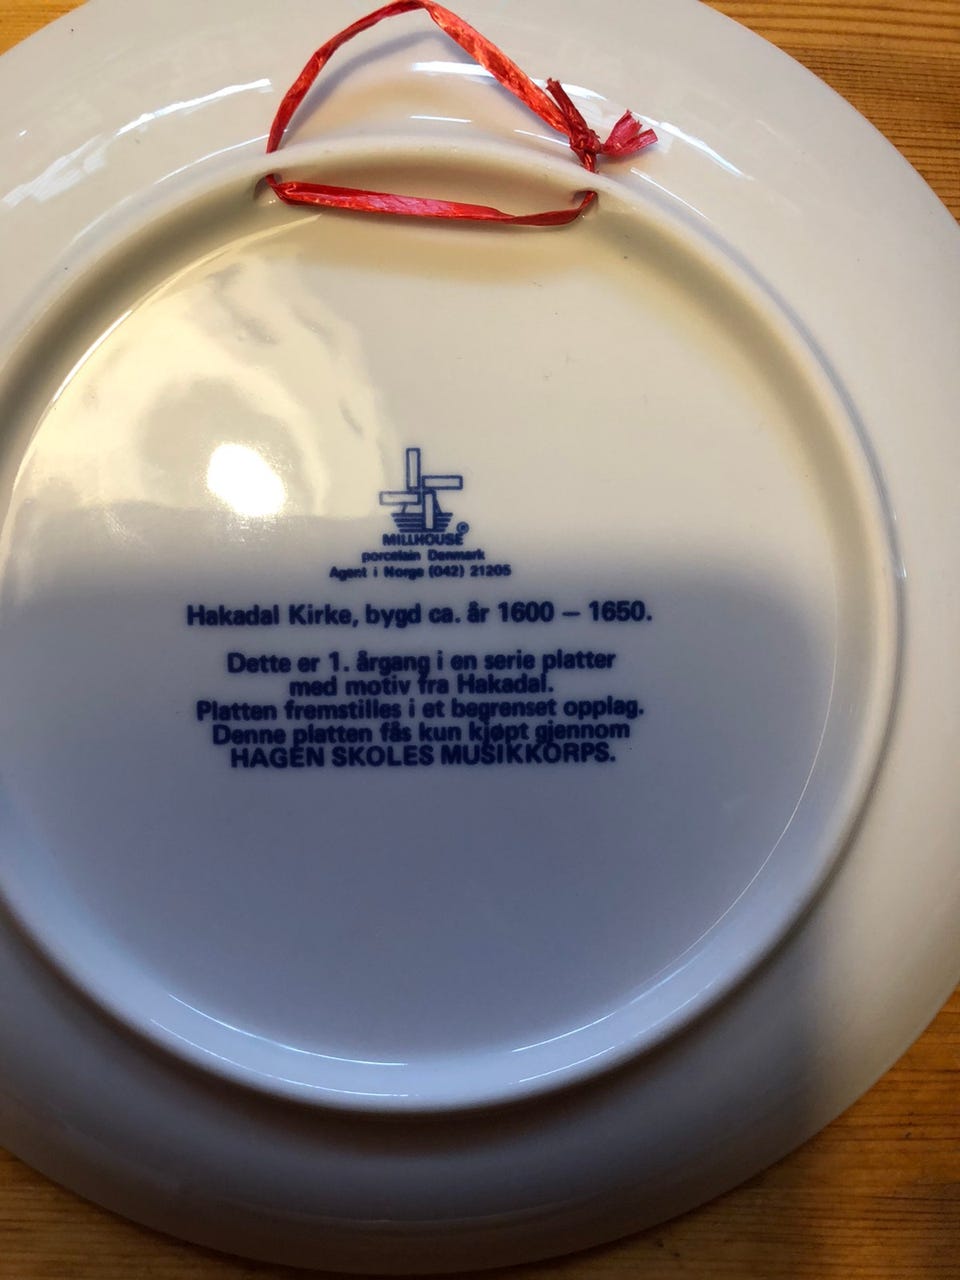 MILLHOUSE ®
porcelain Denmark
Agent i Norge (042) 21205
Hakadal Kirke, bygd ca. år 1600 – 1650.
Dette er 1. årgang i en serie platter
med motiv fra Hakadal.
Platten fremstilles i et begrenset opplag.
Denne platten fås kun kjøpt gjennom
HAGEN SKOLES MUSIKKORPS.